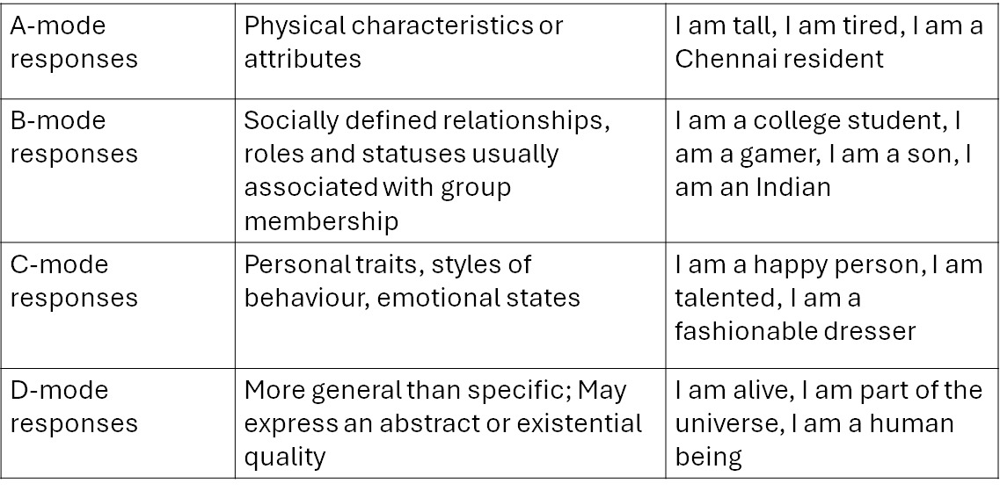 A-mode
responses
Physical characteristics or
attributes
I am tall, I am tired, I am a
Chennai resident
B-mode
responses
Socially defined relationships,
roles and statuses usually
associated with group
membership
I am a college student, I
am a gamer, I am a son, I
am an Indian
C-mode
responses
Personal traits, styles of
behaviour, emotional states
I am a happy person, I am
talented, I am a
fashionable dresser
D-mode
responses
More general than specific; May
express an abstract or existential
quality
I am alive, I am part of the
universe, I am a human
being